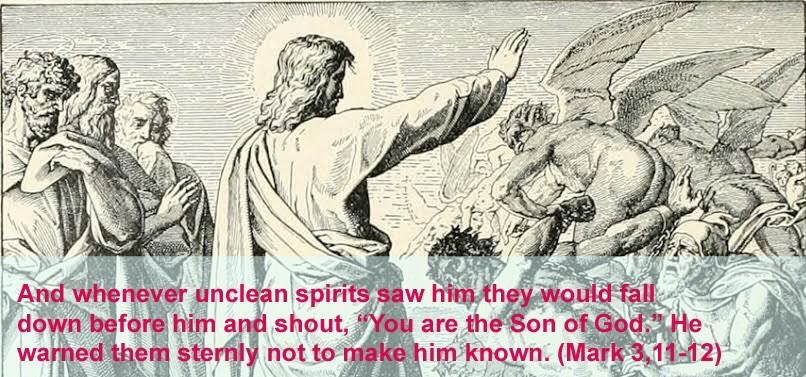 And whenever unclean spirits saw him they would fall
down before him and shout, “You are the Son of God.” He
warned them sternly not to make him known. (Mark 3,11-12)